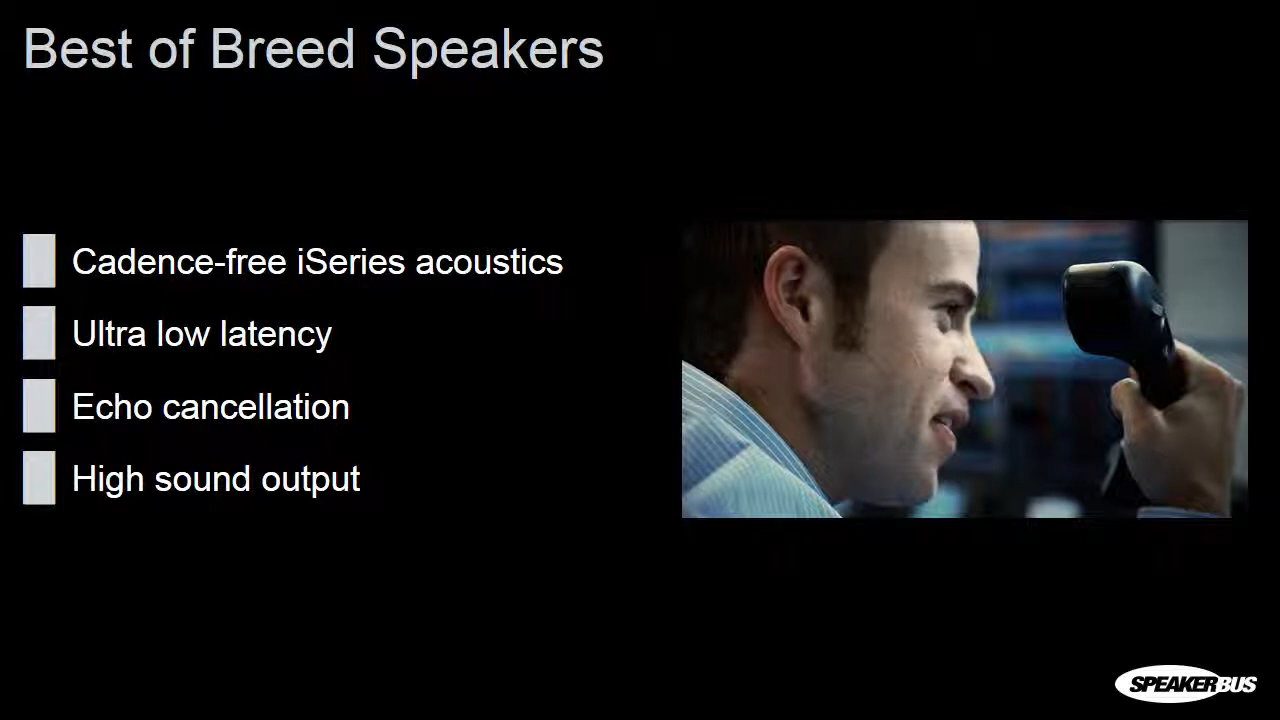 Best of Breed Speakers
Cadence-free iSeries acoustics
Ultra low latency
Echo cancellation
High sound output
SPEAKERBUS